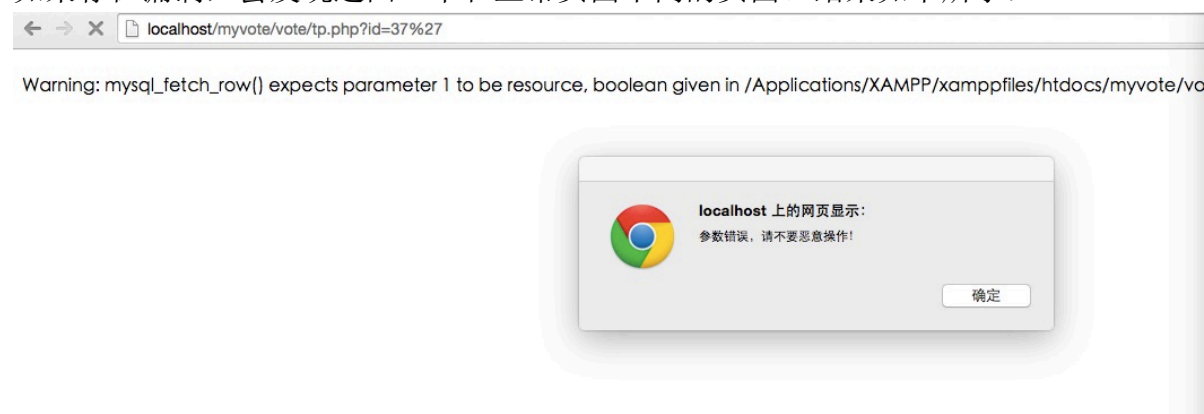 localhost/myvote/vote/tp.php?id=37%27
Warning: mysql_fetch_row() expects parameter 1 to be resource, boolean given in /Applications/XAMPP/xamppfiles/htdocs/myvote/vo
localhost 上的网页显示:
参数错误，请不要恶意操作!
确定